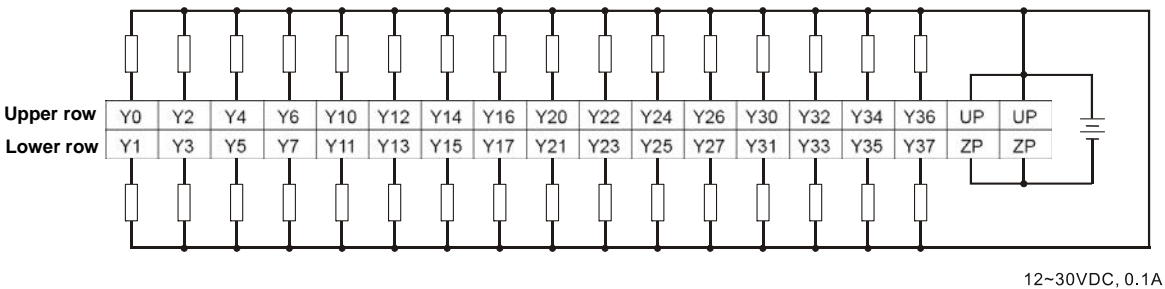 Upper row Y0 Y2 Y4 Y6 Y10 Y12 Y14 Y16 Y20 Y22 Y24 Y26 Y30 Y32 Y34 Y36 UP UP
Lower row Y1 Y3 Y5 Y7 Y11 Y13 Y15 Y17 Y21 Y23 Y25 Y27 Y31 Y33 Y35 Y37 ZP ZP
12~30VDC, 0.1A